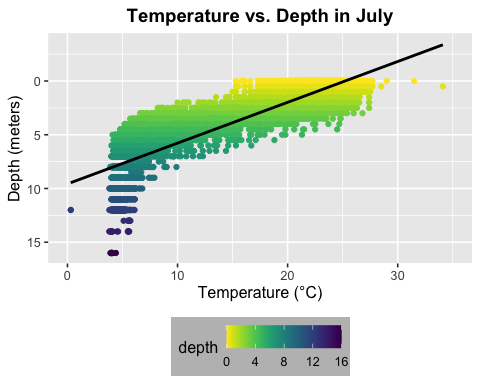 Temperature vs. Depth in July
Depth (meters)
0
5
10
15
0 10 20 30
Temperature (°C)
depth
0 4 8 12 16